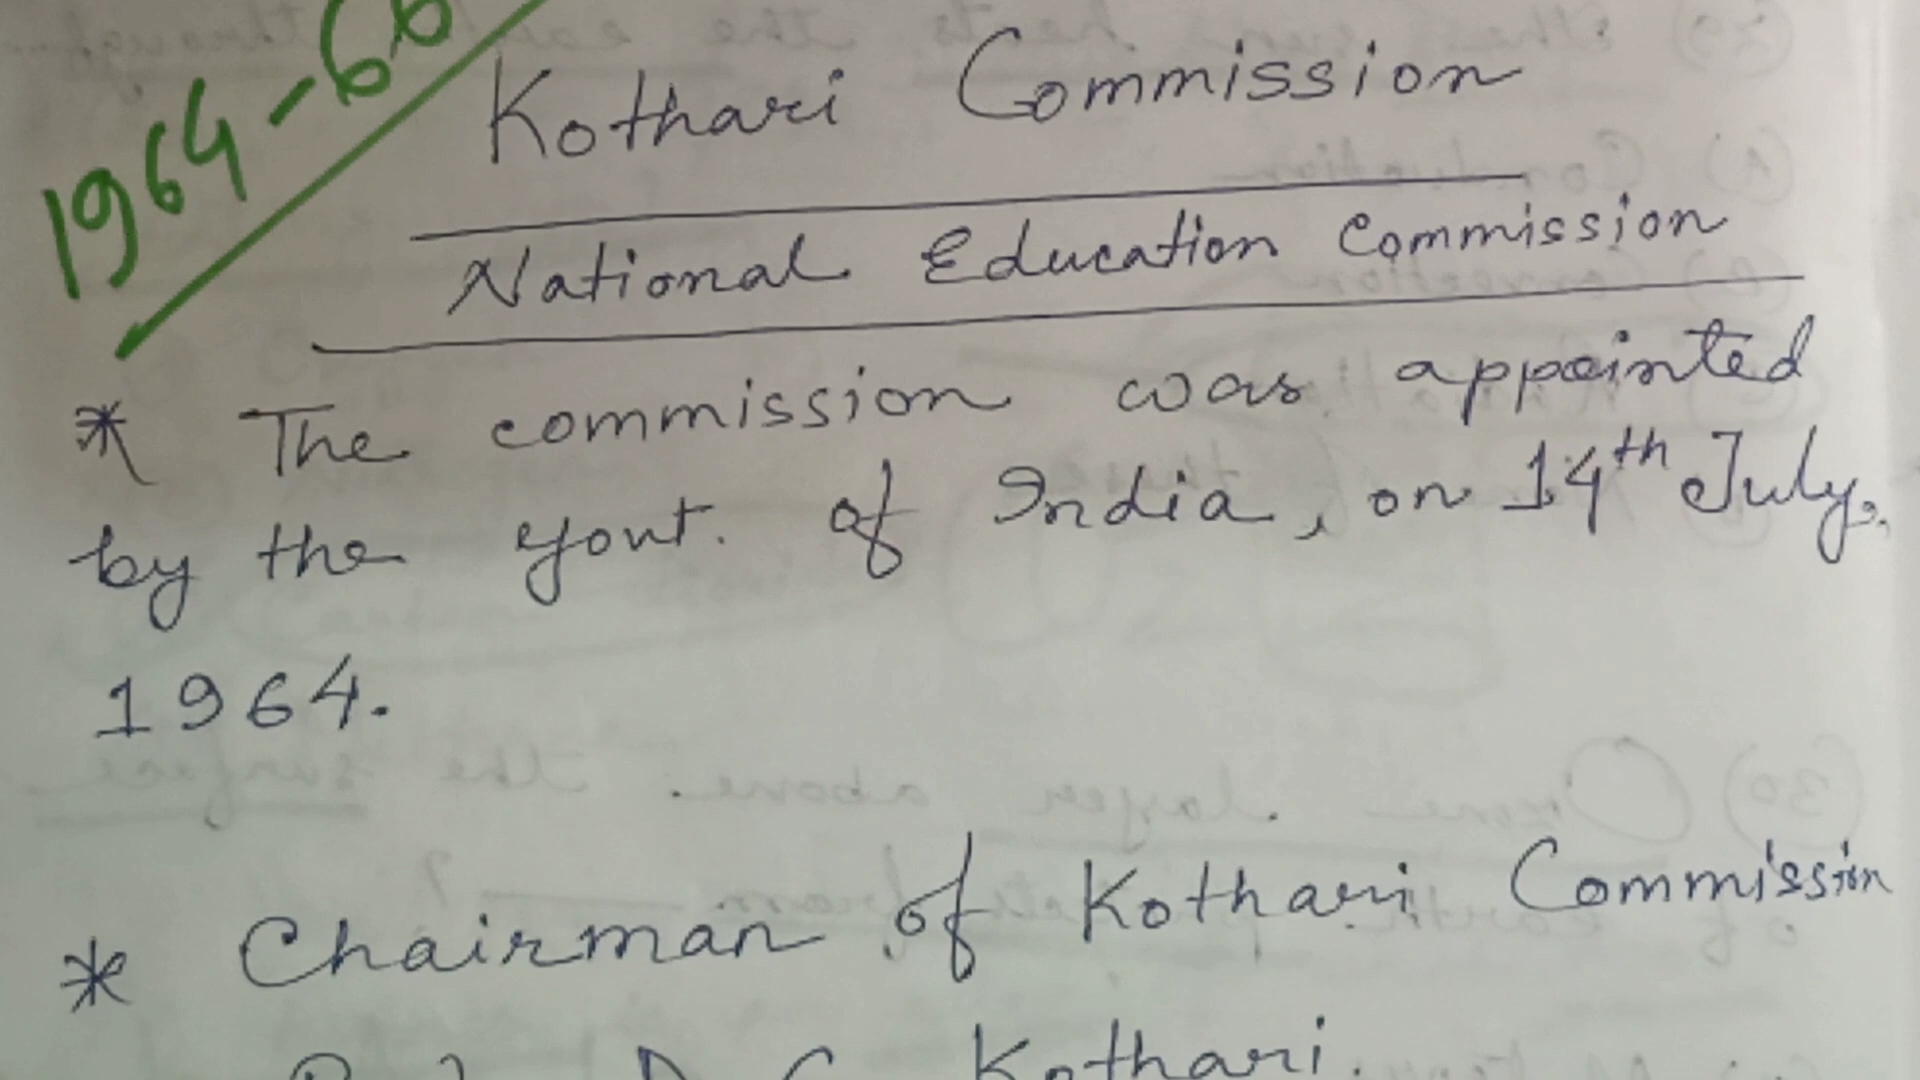 1964-66
Kothari Commission
National Education Commission
* The commission was appointed
by the govt. of India, on 14th July,
1964.
* Chairman of Kothari Commission
D. Kothari.